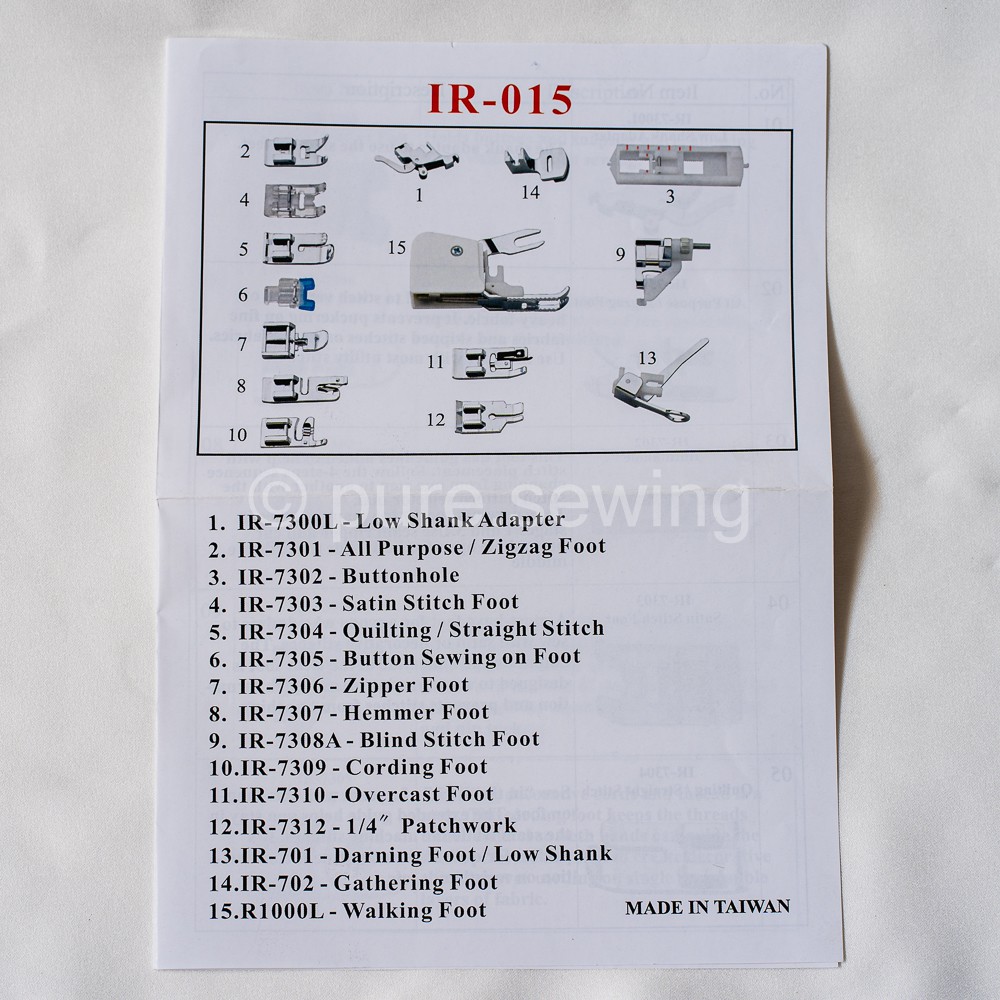 IR-015
2
1
14
3
4
5
15
9
6
7
11
13
8
12
10
© pure sewing
1. IR-7300L - Low Shank Adapter
2. IR-7301 - All Purpose / Zigzag Foot
3. IR-7302 - Buttonhole
4. IR-7303 - Satin Stitch Foot
5. IR-7304 - Quilting / Straight Stitch
6. IR-7305 - Button Sewing on Foot
7. IR-7306 - Zipper Foot
8. IR-7307 - Hemmer Foot
9. IR-7308A - Blind Stitch Foot
10.IR-7309 - Cording Foot
11.IR-7310 - Overcast Foot
12.IR-7312 - 1/4″ Patchwork
13.IR-701 - Darning Foot / Low Shank
14.IR-702 - Gathering Foot
15.R1000L - Walking Foot
MADE IN TAIWAN